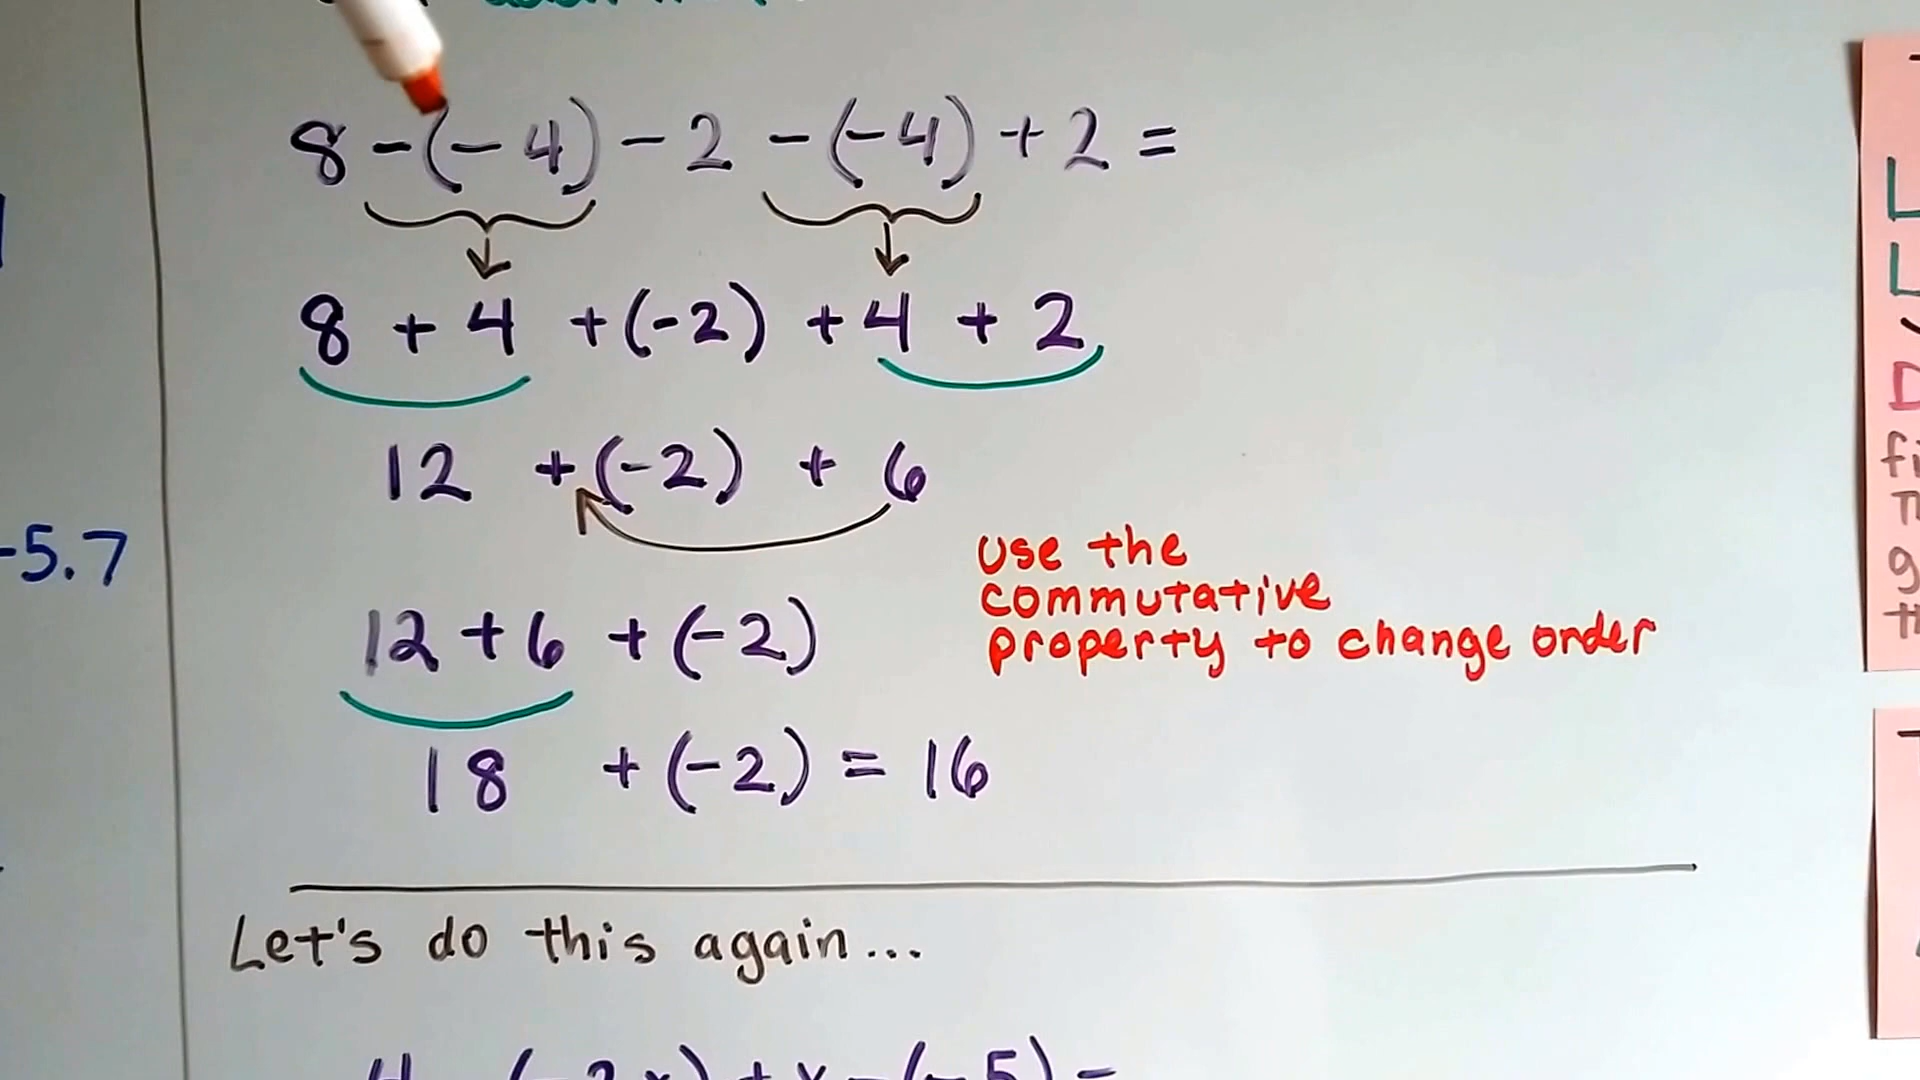 8 -(-4) - 2 -(-4) + 2 =
8 + 4 + (-2) + 4 + 2
12 + (-2) + 6
-5.7
use the
commutative
property to change order
12 + 6 + (-2)
18 + (-2) = 16
Let's do this again...